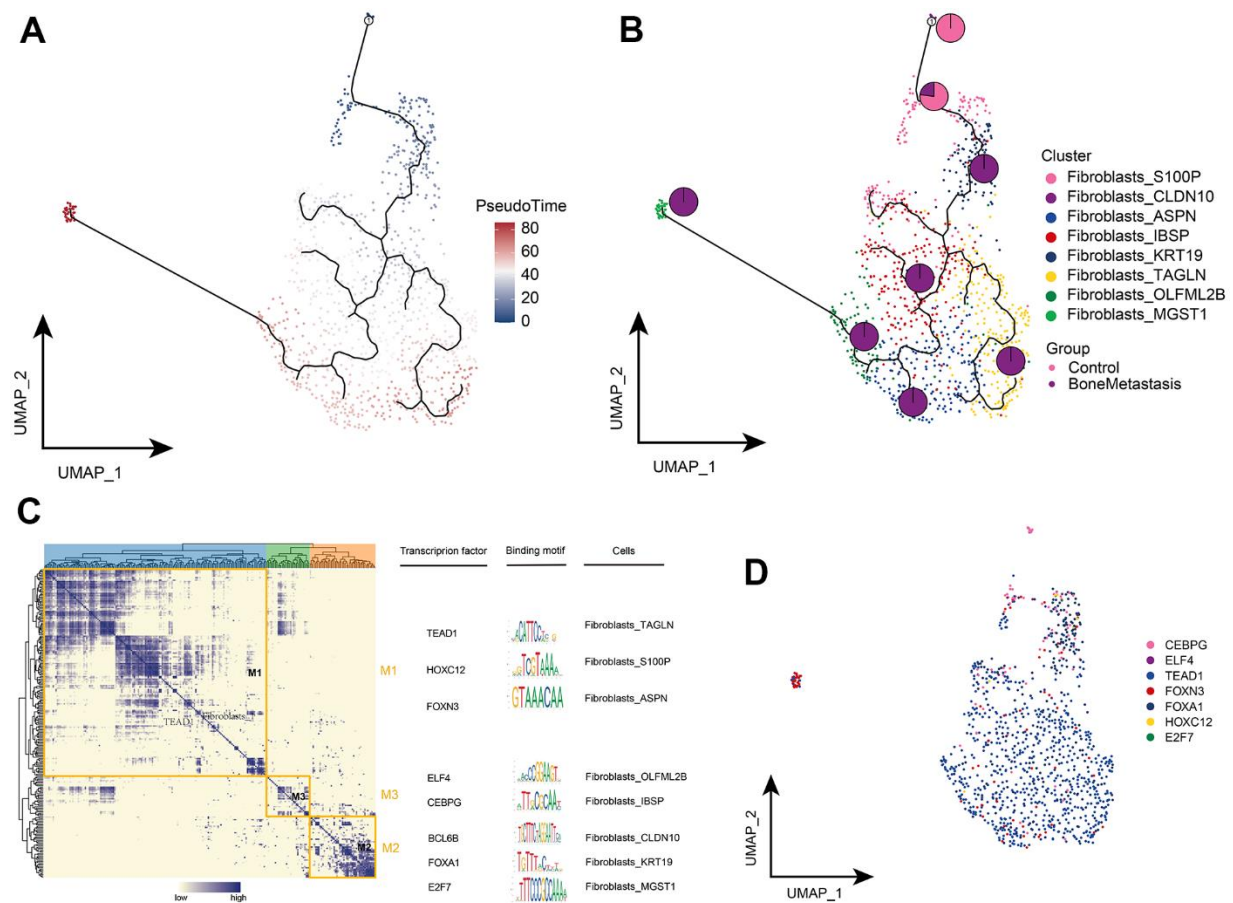 A
B
1
1
PseudoTime
80
60
40
20
0
Cluster
Fibroblasts_S100P
Fibroblasts_CLDN10
Fibroblasts_ASPN
Fibroblasts_IBSP
Fibroblasts_KRT19
Fibroblasts_TAGLN
Fibroblasts_OLFML2B
Fibroblasts_MGST1
Group
Control
BoneMetastasis
UMAP_2
UMAP_1
UMAP_2
UMAP_1
C
Transcriprion factor
Binding motif
Cells
TEAD1
Fibroblasts_TAGLN
M1
M1
HOXC12
Fibroblasts_S100P
FOXN3
GTAAACAA
Fibroblasts_ASPN
ELF4
Fibroblasts_OLFML2B
M3
M3
CEBPG
Fibroblasts_IBSP
BCL6B
Fibroblasts_CLDN10
M2
M2
FOXA1
Fibroblasts_KRT19
E2F7
Fibroblasts_MGST1
low
high
D
CEBPG
ELF4
TEAD1
FOXN3
FOXA1
HOXC12
E2F7
UMAP_2
UMAP_1